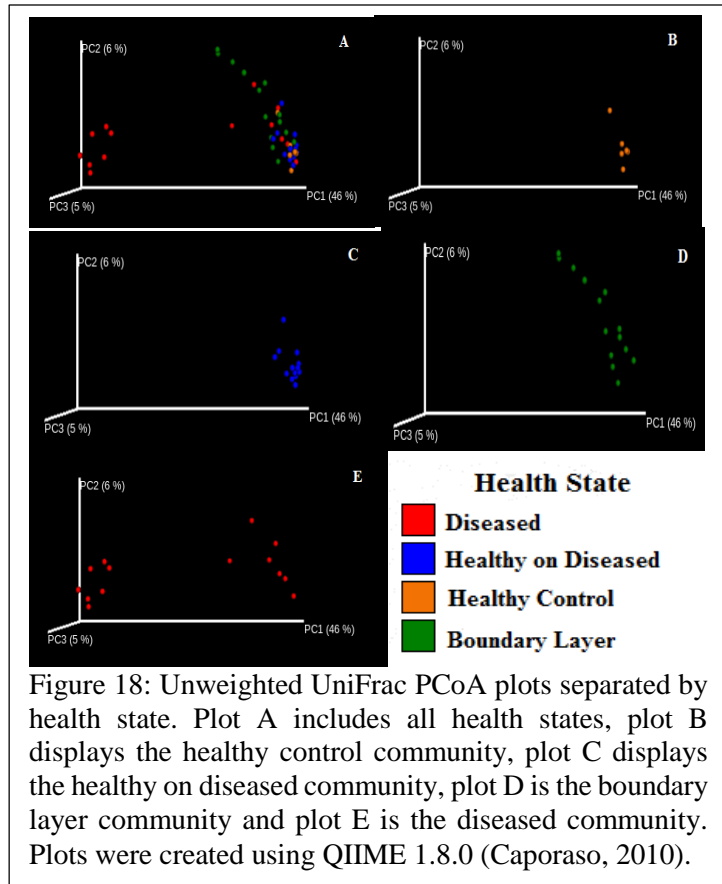 A
PC2 (6 %)
PC1 (46 %)
PC3 (5 %)
B
PC2 (6 %)
PC1 (46 %)
PC3 (5 %)
C
PC2 (6 %)
PC1 (46 %)
PC3 (5 %)
D
PC2 (6 %)
PC1 (46 %)
PC3 (5 %)
E
PC2 (6 %)
PC1 (46 %)
PC3 (5 %)
Health State
Diseased
Healthy on Diseased
Healthy Control
Boundary Layer
Figure 18: Unweighted UniFrac PCoA plots separated by
health state. Plot A includes all health states, plot B
displays the healthy control community, plot C displays
the healthy on diseased community, plot D is the boundary
layer community and plot E is the diseased community.
Plots were created using QIIME 1.8.0 (Caporaso, 2010).